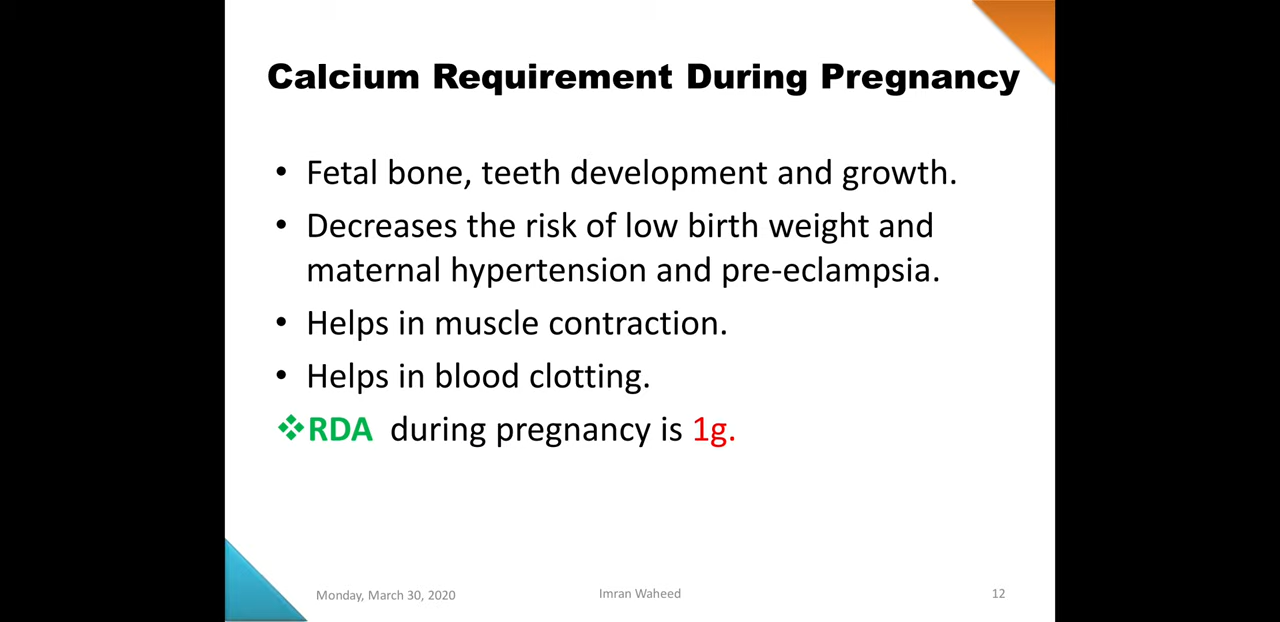 Calcium Requirement During Pregnancy
• Fetal bone, teeth development and growth.
• Decreases the risk of low birth weight and
maternal hypertension and pre-eclampsia.
• Helps in muscle contraction.
• Helps in blood clotting.
❖RDA during pregnancy is 1g.
Monday, March 30, 2020 Imran Waheed 12